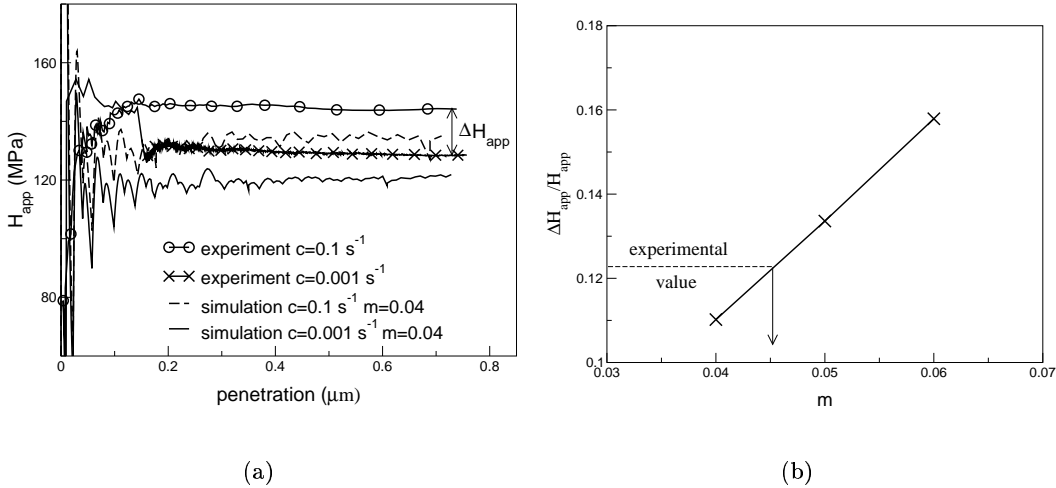 160
120
80
H_app (MPa)
ΔH_app
experiment c=0.1 s⁻¹
experiment c=0.001 s⁻¹
simulation c=0.1 s⁻¹ m=0.04
simulation c=0.001 s⁻¹ m=0.04
0 0.2 0.4 0.6 0.8
penetration (μm)
(a)
0.18
0.16
0.14
0.12
0.1
ΔH_app/H_app
experimental
value
0.03 0.04 0.05 0.06 0.07
m
(b)